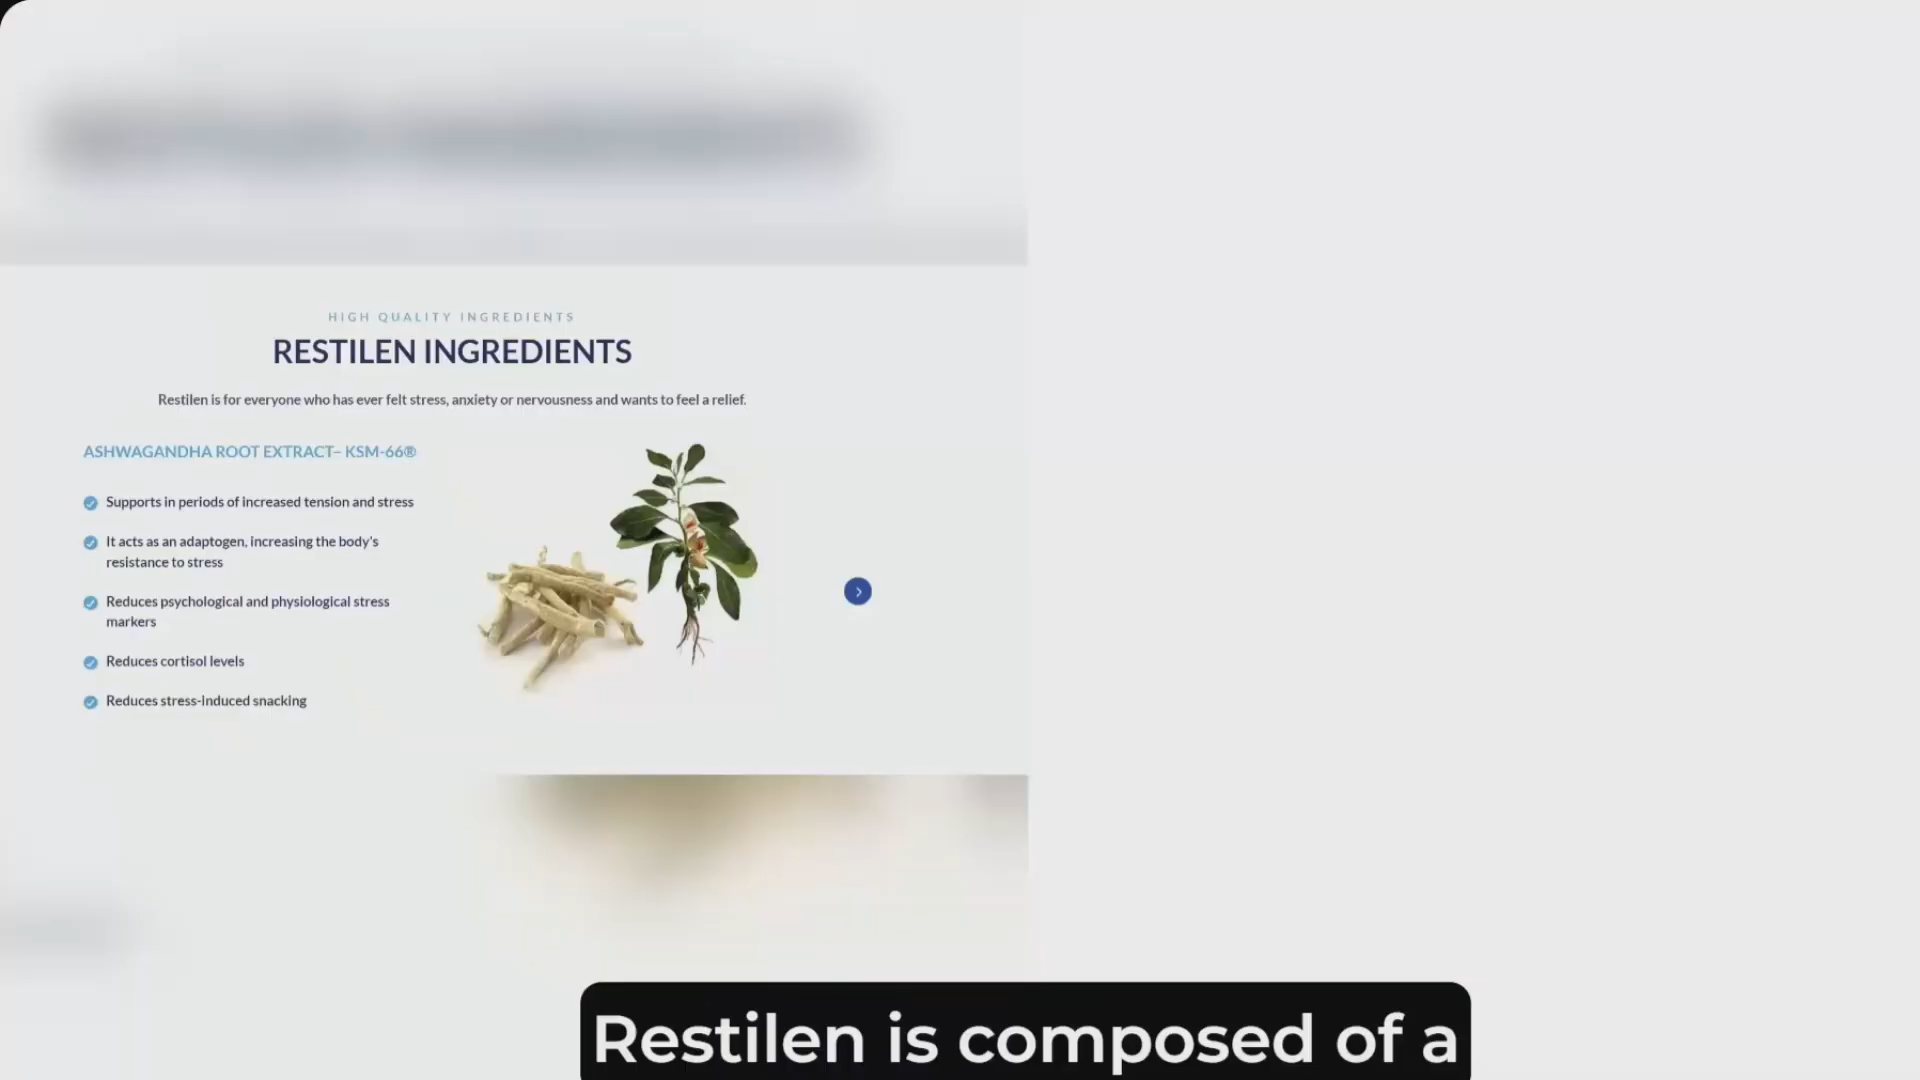 HIGH QUALITY INGREDIENTS
RESTILEN INGREDIENTS
Restilen is for everyone who has ever felt stress, anxiety or nervousness and wants to feel a relief.
ASHWAGANDHA ROOT EXTRACT– KSM-66®
Supports in periods of increased tension and stress
It acts as an adaptogen, increasing the body's
resistance to stress
Reduces psychological and physiological stress
markers
Reduces cortisol levels
Reduces stress-induced snacking
Restilen is composed of a